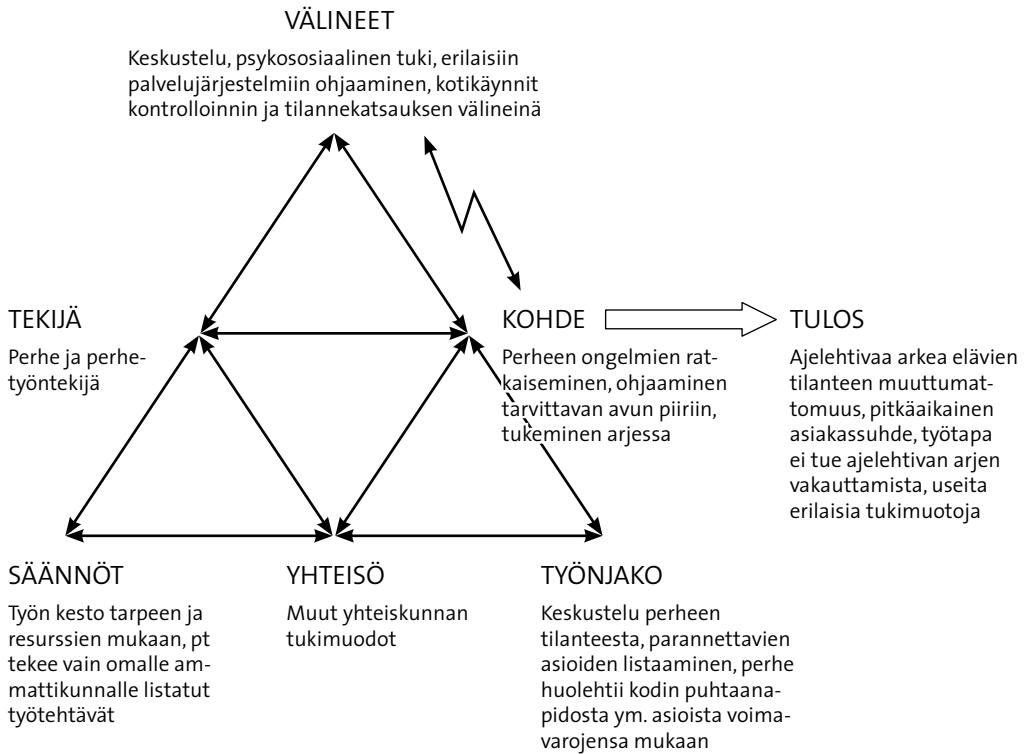 VÄLINEET
Keskustelu, psykososiaalinen tuki, erilaisiin
palvelujärjestelmiin ohjaaminen, kotikäynnit
kontrolloinnin ja tilannekatsauksen välineinä
TEKIJÄ
Perhe ja perhe-
työntekijä
KOHDE
Perheen ongelmien rat-
kaiseminen, ohjaaminen
tarvittavan avun piiriin,
tukeminen arjessa
TULOS
Ajelehtivaa arkea elävien
tilanteen muuttumat-
tomuus, pitkäaikainen
asiakassuhde, työtapa
ei tue ajelehtivan arjen
vakauttamista, useita
erilaisia tukimuotoja
SÄÄNNÖT
Työn kesto tarpeen ja
resurssien mukaan, pt
tekee vain omalle am-
mattikunnalle listatut
työtehtävät
YHTEISÖ
Muut yhteiskunnan
tukimuodot
TYÖNJAKO
Keskustelu perheen
tilanteesta, parannettavien
asioiden listaaminen, perhe
huolehtii kodin puhtaana-
pidosta ym. asioista voima-
varojensa mukaan